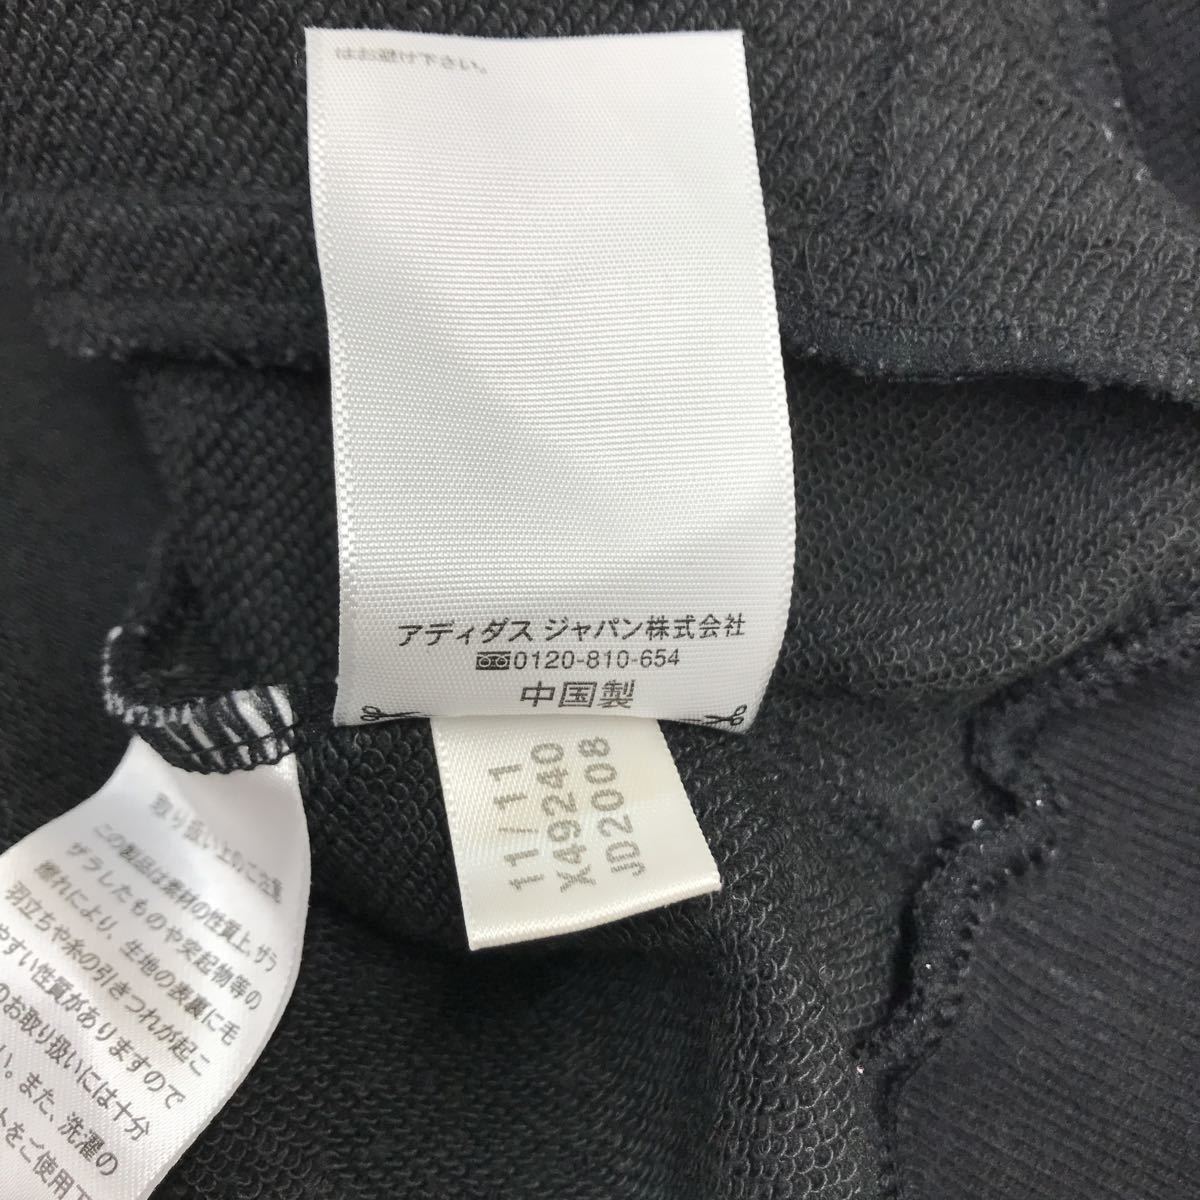 はお避け下さい。
アディダス ジャパン株式会社
0120-810-654
中国製
11/11
X49240
JD2008
取り扱い上のご注意
この製品は素材の性質上、ザラ
ザラしたものや突起物等の
擦れにより、生地の表裏に毛
羽立ちや糸の引きつれが起こ
やすい性質がありますので
のお取り扱いには十分
い。また、洗濯の
トをご使用下